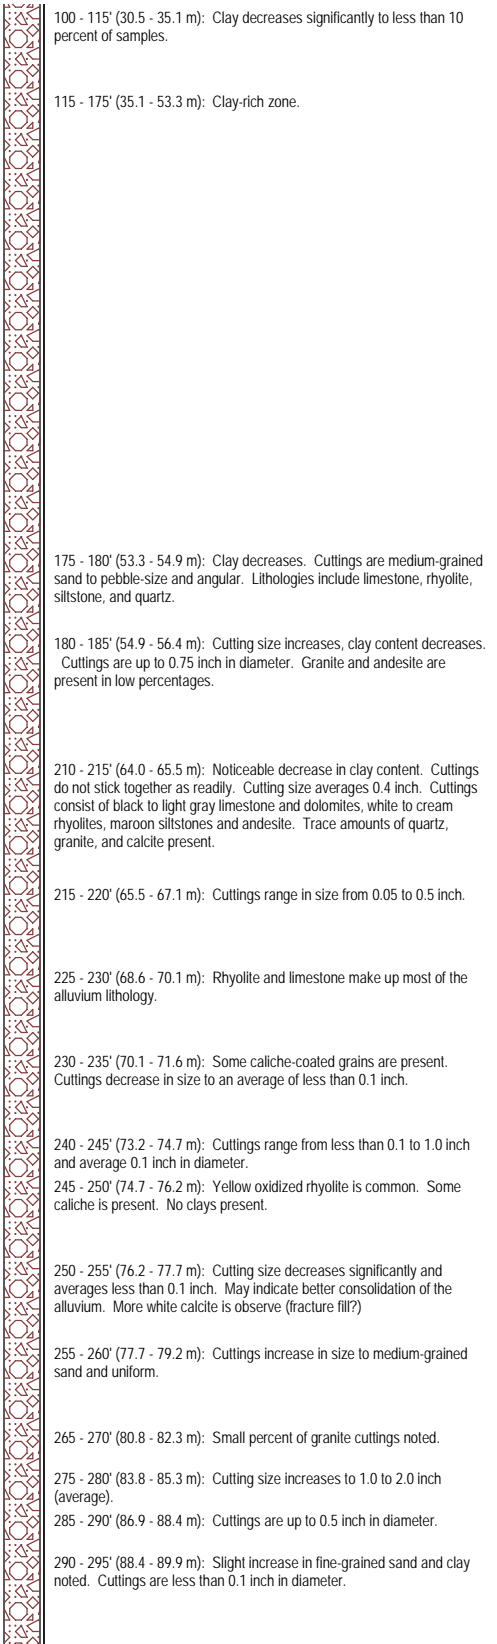 100 - 115' (30.5 - 35.1 m):  Clay decreases significantly to less than 10
percent of samples.
115 - 175' (35.1 - 53.3 m):  Clay-rich zone.
175 - 180' (53.3 - 54.9 m):  Clay decreases.  Cuttings are medium-grained
sand to pebble-size and angular.  Lithologies include limestone, rhyolite,
siltstone, and quartz.
180 - 185' (54.9 - 56.4 m):  Cutting size increases, clay content decreases.
Cuttings are up to 0.75 inch in diameter.  Granite and andesite are
present in low percentages.
210 - 215' (64.0 - 65.5 m):  Noticeable decrease in clay content.  Cuttings
do not stick together as readily.  Cutting size averages 0.4 inch.  Cuttings
consist of black to light gray limestone and dolomites, white to cream
rhyolites, maroon siltstones and andesite.  Trace amounts of quartz,
granite, and calcite present.
215 - 220' (65.5 - 67.1 m):  Cuttings range in size from 0.05 to 0.5 inch.
225 - 230' (68.6 - 70.1 m):  Rhyolite and limestone make up most of the
alluvium lithology.
230 - 235' (70.1 - 71.6 m):  Some caliche-coated grains are present.
Cuttings decrease in size to an average of less than 0.1 inch.
240 - 245' (73.2 - 74.7 m):  Cuttings range from less than 0.1 to 1.0 inch
and average 0.1 inch in diameter.
245 - 250' (74.7 - 76.2 m):  Yellow oxidized rhyolite is common.  Some
caliche is present.  No clays present.
250 - 255' (76.2 - 77.7 m):  Cutting size decreases significantly and
averages less than 0.1 inch.  May indicate better consolidation of the
alluvium.  More white calcite is observe (fracture fill?)
255 - 260' (77.7 - 79.2 m):  Cuttings increase in size to medium-grained
sand and uniform.
265 - 270' (80.8 - 82.3 m):  Small percent of granite cuttings noted.
275 - 280' (83.8 - 85.3 m):  Cutting size increases to 1.0 to 2.0 inch
(average).
285 - 290' (86.9 - 88.4 m):  Cuttings are up to 0.5 inch in diameter.
290 - 295' (88.4 - 89.9 m):  Slight increase in fine-grained sand and clay
noted.  Cuttings are less than 0.1 inch in diameter.